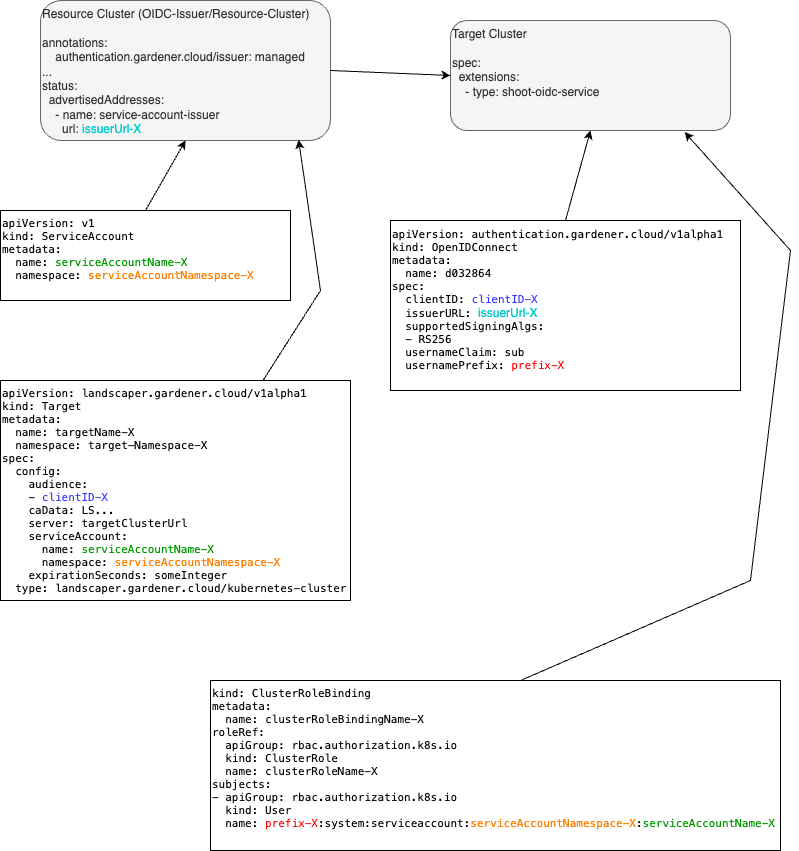 Resource Cluster (OIDC-Issuer/Resource-Cluster)
annotations:
    authentication.gardener.cloud/issuer: managed
...
status:
  advertisedAddresses:
    - name: service-account-issuer
      url: issuerUrl-X
Target Cluster
spec:
  extensions:
    - type: shoot-oidc-service
apiVersion: v1
kind: ServiceAccount
metadata:
  name: serviceAccountName-X
  namespace: serviceAccountNamespace-X
apiVersion: authentication.gardener.cloud/v1alpha1
kind: OpenIDConnect
metadata:
  name: d032864
spec:
  clientID: clientID-X
  issuerURL: issuerUrl-X
  supportedSigningAlgs:
  - RS256
  usernameClaim: sub
  usernamePrefix: prefix-X
apiVersion: landscaper.gardener.cloud/v1alpha1
kind: Target
metadata:
  name: targetName-X
  namespace: target-Namespace-X
spec:
  config:
    audience:
    - clientID-X
    caData: LS...
    server: targetClusterUrl
    serviceAccount:
      name: serviceAccountName-X
      namespace: serviceAccountNamespace-X
    expirationSeconds: someInteger
  type: landscaper.gardener.cloud/kubernetes-cluster
kind: ClusterRoleBinding
metadata:
  name: clusterRoleBindingName-X
roleRef:
  apiGroup: rbac.authorization.k8s.io
  kind: ClusterRole
  name: clusterRoleName-X
subjects:
- apiGroup: rbac.authorization.k8s.io
  kind: User
  name: prefix-X:system:serviceaccount:serviceAccountNamespace-X:serviceAccountName-X